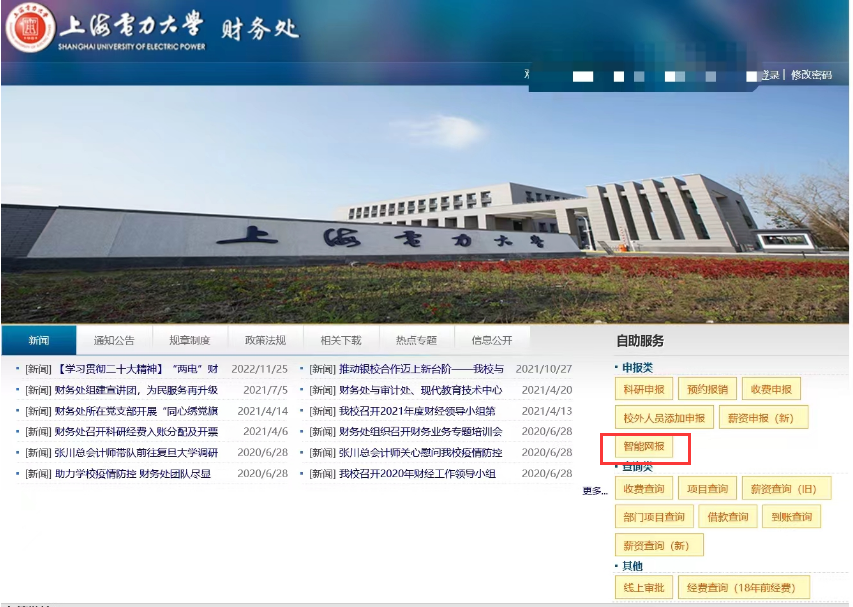 上海电力大学 财务处
SHANGHAI UNIVERSITY OF ELECTRIC POWER
登录 | 修改密码
上海电力大学
新闻 通知公告 规章制度 政策法规 相关下载 热点专题 信息公开
[新闻] 【学习贯彻二十大精神】“两电”财 2022/11/25
[新闻] 财务处组建宣讲团，为民服务再升级 2021/7/5
[新闻] 财务处所在党支部开展“同心绣党旗 2021/4/14
[新闻] 财务处召开科研经费入账分配及开票 2021/4/6
[新闻] 张川总会计师带队前往复旦大学调研 2020/6/28
[新闻] 助力学校疫情防控 财务处团队尽显 2020/6/28
[新闻] 推动银校合作迈上新台阶——我校与 2021/10/27
[新闻] 财务处与审计处、现代教育技术中心 2021/4/20
[新闻] 我校召开2021年度财经领导小组第 2021/4/13
[新闻] 财务处组织召开财务业务专题培训会 2020/6/28
[新闻] 张川总会计师关心慰问我校疫情防控 2020/6/28
[新闻] 我校召开2020年财经工作领导小组 2020/6/28
更多...
自助服务
申报类
科研申报 预约报销 收费申报
校外人员添加申报 薪资申报（新）
智能网报
查询类
收费查询 项目查询 薪资查询（旧）
部门项目查询 借款查询 到账查询
薪资查询（新）
其他
线上审批 经费查询（18年前经费）